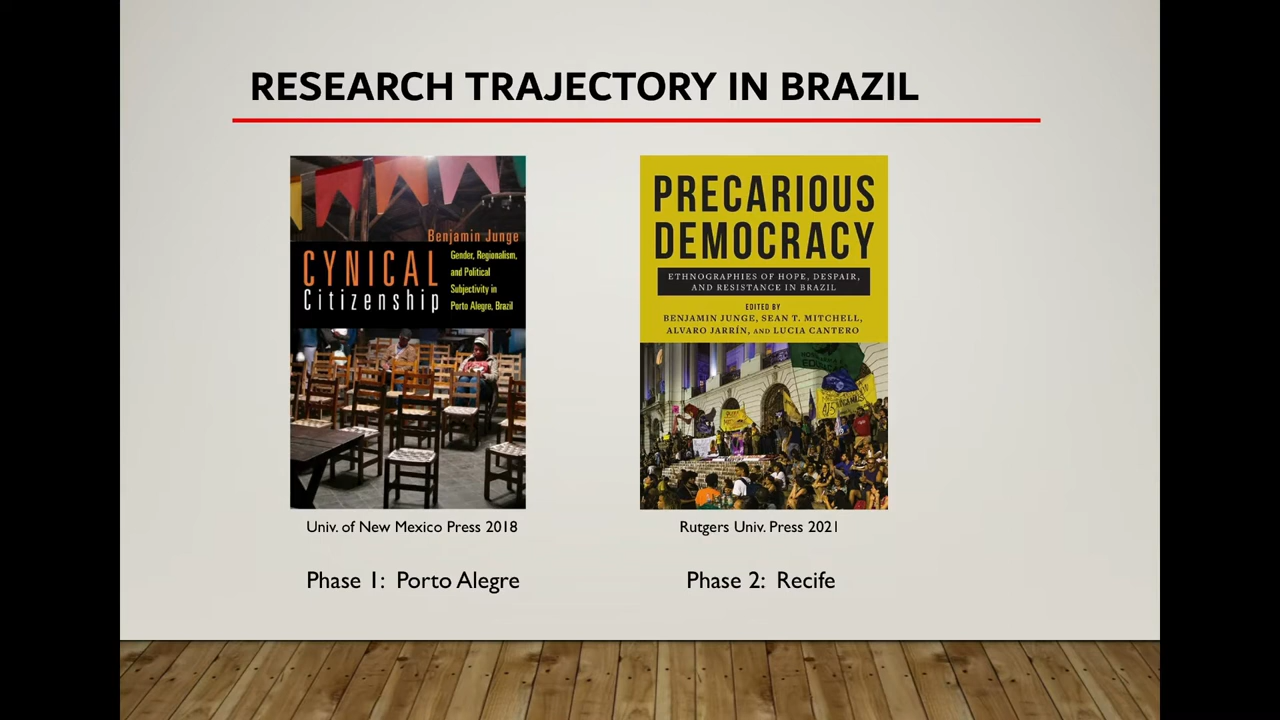 RESEARCH TRAJECTORY IN BRAZIL
Benjamin Junge
CYNICAL
Citizenship
Gender, Regionalism,
and Political
Subjectivity in
Porto Alegre, Brazil
Univ. of New Mexico Press 2018
Phase 1: Porto Alegre
PRECARIOUS
DEMOCRACY
ETHNOGRAPHIES OF HOPE, DESPAIR,
AND RESISTANCE IN BRAZIL
EDITED BY
BENJAMIN JUNGE, SEAN T. MITCHELL,
ALVARO JARRÍN, AND LUCIA CANTERO
Rutgers Univ. Press 2021
Phase 2: Recife